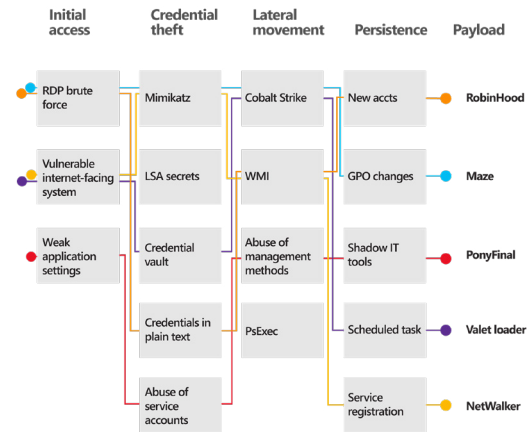 Initial
access
Credential
theft
Lateral
movement
Persistence
Payload
RDP brute
force
Mimikatz
Cobalt Strike
New accts
RobinHood
Vulnerable
internet-facing
system
LSA secrets
WMI
GPO changes
Maze
Weak
application
settings
Credential
vault
Abuse of
management
methods
Shadow IT
tools
PonyFinal
Credentials in
plain text
PsExec
Scheduled task
Valet loader
Abuse of
service
accounts
Service
registration
NetWalker